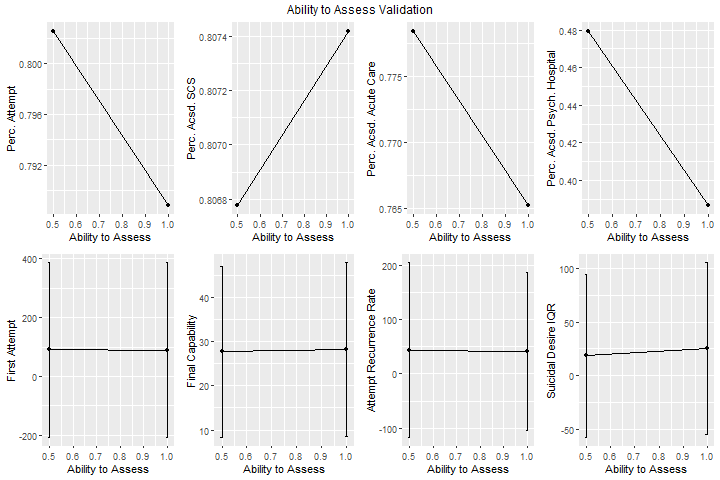 Ability to Assess Validation
Perc. Attempt
0.800
0.796
0.792
0.5 0.6 0.7 0.8 0.9 1.0
Ability to Assess
Perc. Acsd. SCS
0.8074
0.8072
0.8070
0.8068
0.5 0.6 0.7 0.8 0.9 1.0
Ability to Assess
Perc. Acsd. Acute Care
0.775
0.770
0.765
0.5 0.6 0.7 0.8 0.9 1.0
Ability to Assess
Perc. Acsd. Psych. Hospital
0.48
0.46
0.44
0.42
0.40
0.5 0.6 0.7 0.8 0.9 1.0
Ability to Assess
First Attempt
400
200
0
-200
0.5 0.6 0.7 0.8 0.9 1.0
Ability to Assess
Final Capability
40
30
20
10
0.5 0.6 0.7 0.8 0.9 1.0
Ability to Assess
Attempt Recurrence Rate
200
100
0
-100
0.5 0.6 0.7 0.8 0.9 1.0
Ability to Assess
Suicidal Desire IQR
100
50
0
-50
0.5 0.6 0.7 0.8 0.9 1.0
Ability to Assess